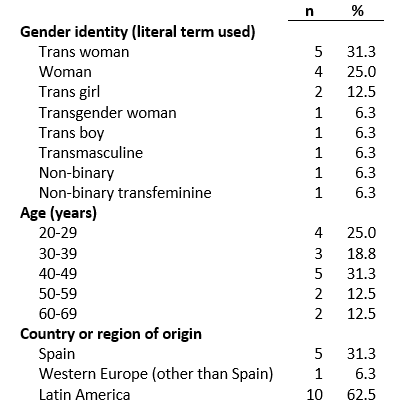 n %
Gender identity (literal term used)
Trans woman 5 31.3
Woman 4 25.0
Trans girl 2 12.5
Transgender woman 1 6.3
Trans boy 1 6.3
Transmasculine 1 6.3
Non-binary 1 6.3
Non-binary transfeminine 1 6.3
Age (years)
20-29 4 25.0
30-39 3 18.8
40-49 5 31.3
50-59 2 12.5
60-69 2 12.5
Country or region of origin
Spain 5 31.3
Western Europe (other than Spain) 1 6.3
Latin America 10 62.5